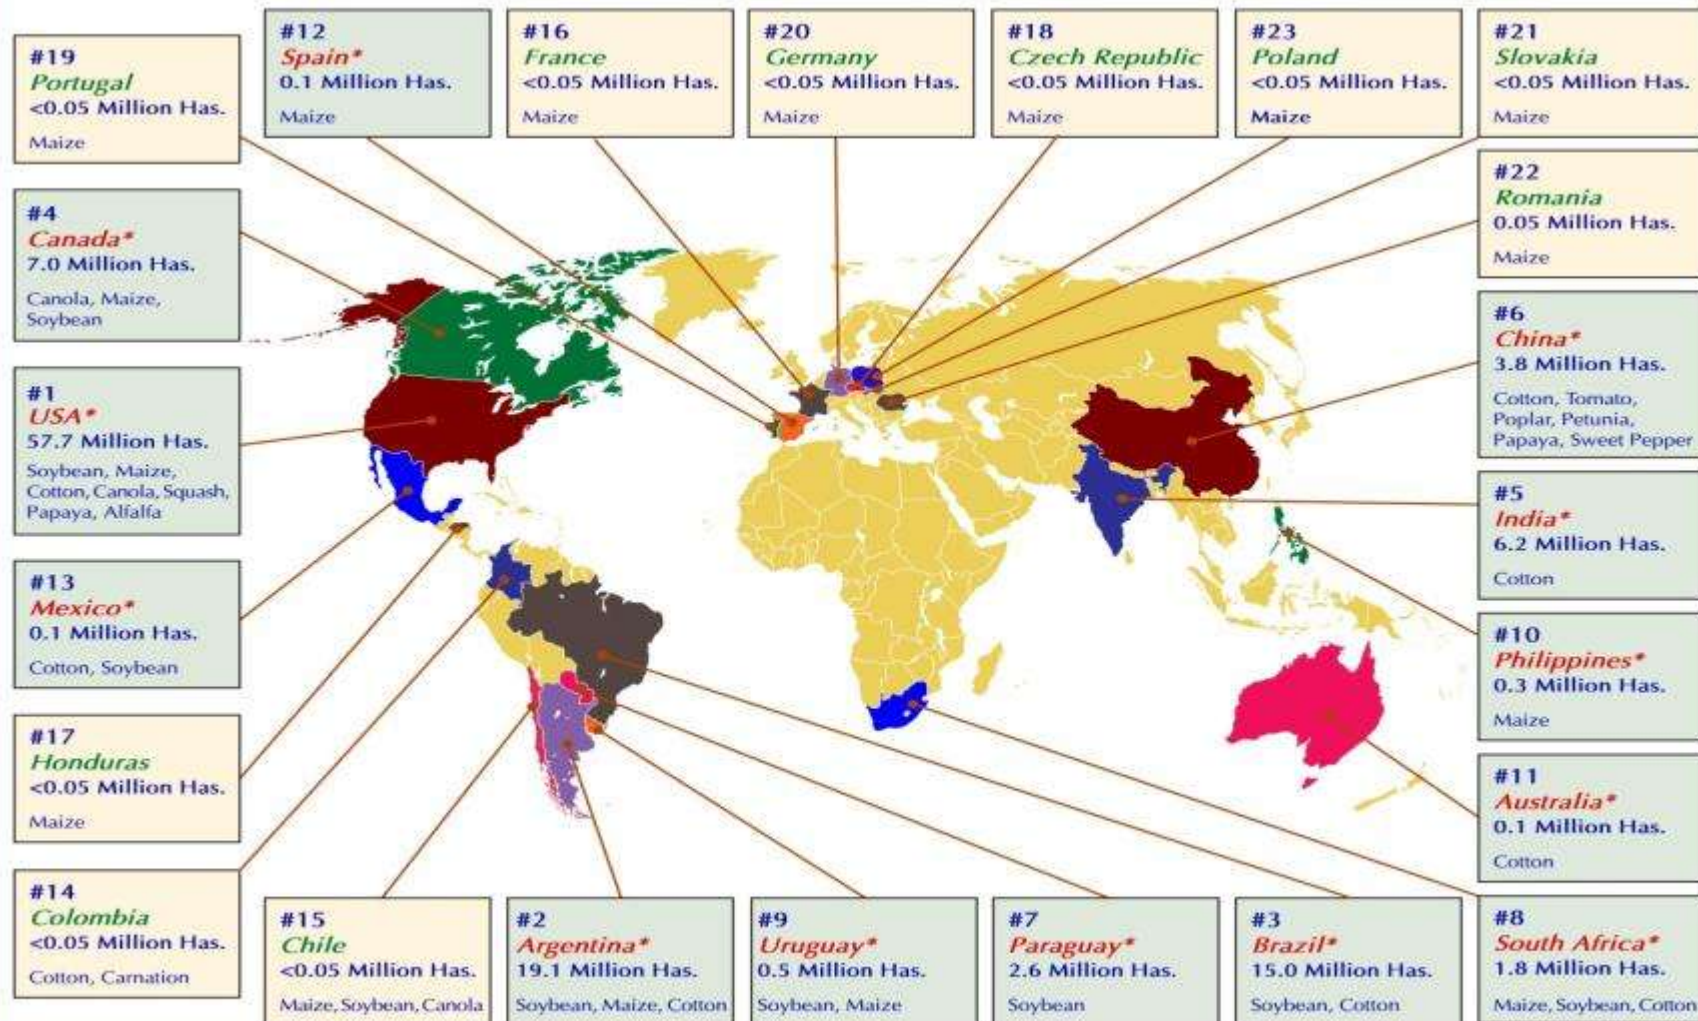 #19
Portugal
<0.05 Million Has.
Maize
#12
Spain*
0.1 Million Has.
Maize
#16
France
<0.05 Million Has.
Maize
#20
Germany
<0.05 Million Has.
Maize
#18
Czech Republic
<0.05 Million Has.
Maize
#23
Poland
<0.05 Million Has.
Maize
#21
Slovakia
<0.05 Million Has.
Maize
#22
Romania
0.05 Million Has.
Maize
#4
Canada*
7.0 Million Has.
Canola, Maize,
Soybean
#6
China*
3.8 Million Has.
Cotton, Tomato,
Poplar, Petunia,
Papaya, Sweet Pepper
#1
USA*
57.7 Million Has.
Soybean, Maize,
Cotton, Canola, Squash,
Papaya, Alfalfa
#5
India*
6.2 Million Has.
Cotton
#13
Mexico*
0.1 Million Has.
Cotton, Soybean
#10
Philippines*
0.3 Million Has.
Maize
#17
Honduras
<0.05 Million Has.
Maize
#11
Australia*
0.1 Million Has.
Cotton
#14
Colombia
<0.05 Million Has.
Cotton, Carnation
#15
Chile
<0.05 Million Has.
Maize, Soybean, Canola
#2
Argentina*
19.1 Million Has.
Soybean, Maize, Cotton
#9
Uruguay*
0.5 Million Has.
Soybean, Maize
#7
Paraguay*
2.6 Million Has.
Soybean
#3
Brazil*
15.0 Million Has.
Soybean, Cotton
#8
South Africa*
1.8 Million Has.
Maize, Soybean, Cotton